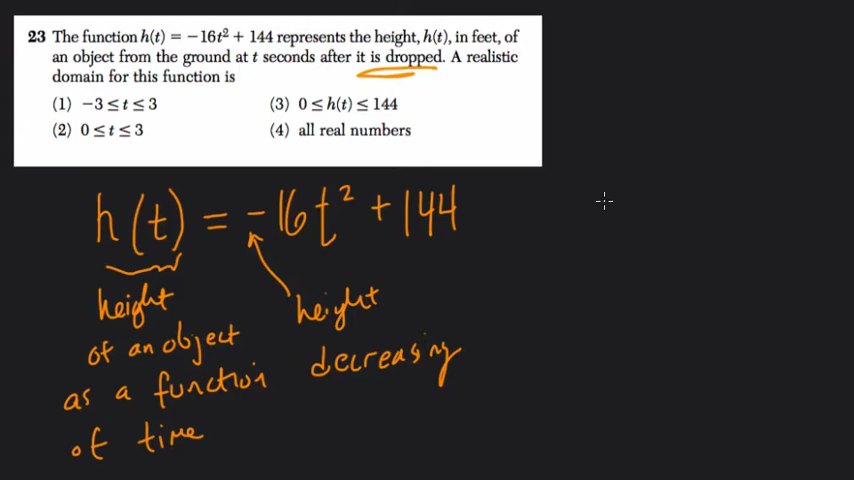 23 The function h(t) = −16t² + 144 represents the height, h(t), in feet, of
an object from the ground at t seconds after it is dropped. A realistic
domain for this function is
(1) −3 ≤ t ≤ 3
(3) 0 ≤ h(t) ≤ 144
(2) 0 ≤ t ≤ 3
(4) all real numbers
h(t) = −16t² + 144
height
of an object
as a function
of time
height
decreasing